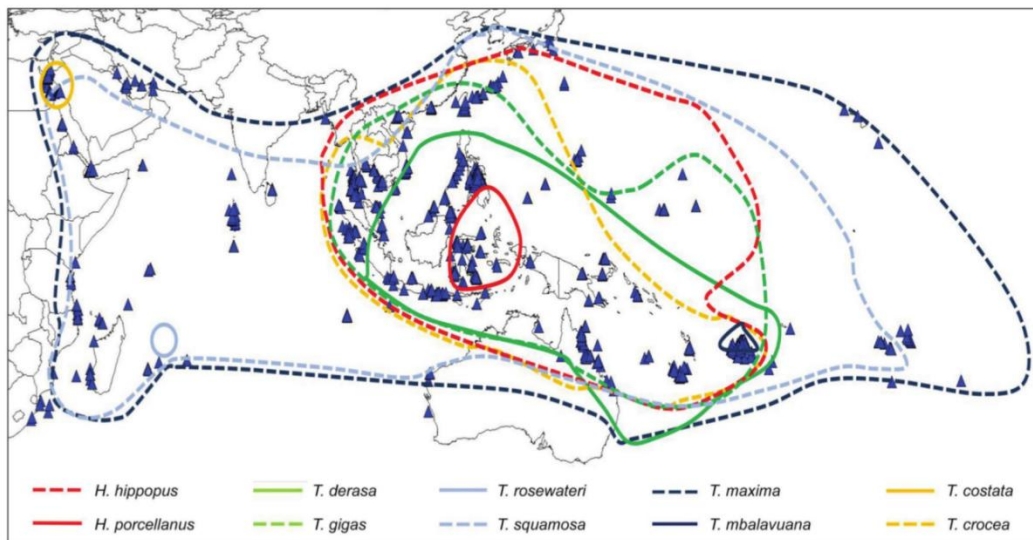 H. hippopus T. derasa T. rosewateri T. maxima T. costata
H. porcellanus T. gigas T. squamosa T. mbalavuana T. crocea